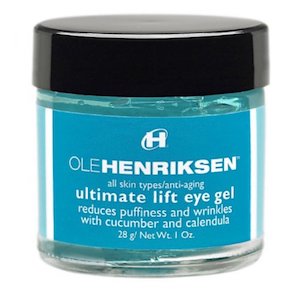 OLEHENRIKSEN
all skin types/anti-aging
ultimate lift eye gel
reduces puffiness and wrinkles
with cucumber and calendula
28 g/ Net Wt. 1 Oz.